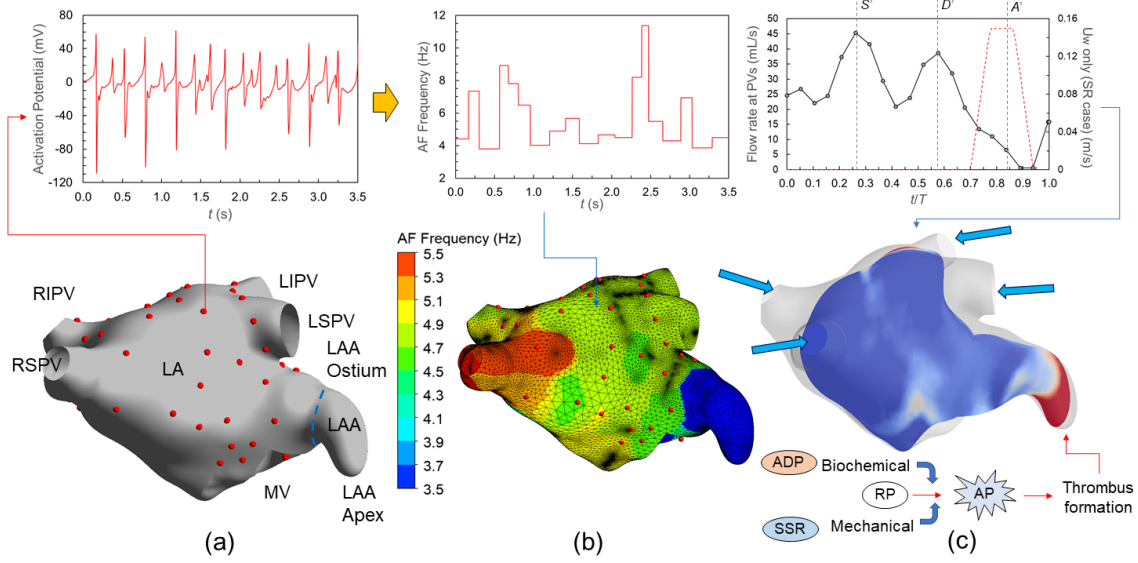 80
40
0
-40
-80
-120
Activation Potential (mV)
0.0 0.5 1.0 1.5 2.0 2.5 3.0 3.5
t (s)
12
10
8
6
4
2
0
AF Frequency (Hz)
0.0 0.5 1.0 1.5 2.0 2.5 3.0 3.5
t (s)
S' D' A'
50
45
40
35
30
25
20
15
10
5
0
Flow rate at PVs (mL/s)
0.16
0.12
0.08
0.04
0
Uw only (SR case) (m/s)
0.0 0.1 0.2 0.3 0.4 0.5 0.6 0.7 0.8 0.9 1.0
t/T
RIPV
LIPV
RSPV
LSPV
LA
LAA
Ostium
LAA
MV
LAA
Apex
(a)
AF Frequency (Hz)
5.5
5.3
5.1
4.9
4.7
4.5
4.3
4.1
3.9
3.7
3.5
(b)
ADP
Biochemical
RP
AP
Thrombus
formation
SSR
Mechanical
(c)